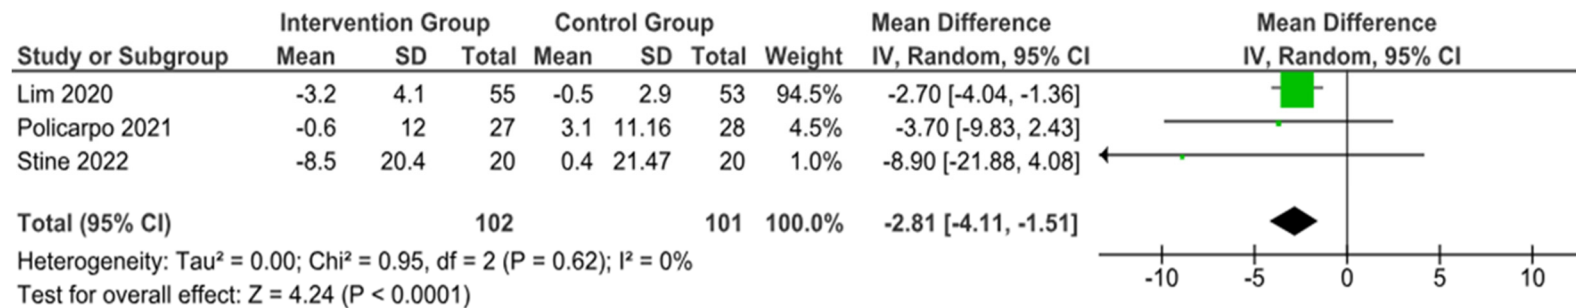 Intervention Group Control Group Mean Difference Mean Difference
Study or Subgroup Mean SD Total Mean SD Total Weight IV, Random, 95% CI IV, Random, 95% CI
Lim 2020 -3.2 4.1 55 -0.5 2.9 53 94.5% -2.70 [-4.04, -1.36]
Policarpo 2021 -0.6 12 27 3.1 11.16 28 4.5% -3.70 [-9.83, 2.43]
Stine 2022 -8.5 20.4 20 0.4 21.47 20 1.0% -8.90 [-21.88, 4.08]
Total (95% CI) 102 101 100.0% -2.81 [-4.11, -1.51]
Heterogeneity: Tau² = 0.00; Chi² = 0.95, df = 2 (P = 0.62); I² = 0%
Test for overall effect: Z = 4.24 (P < 0.0001)
-10 -5 0 5 10